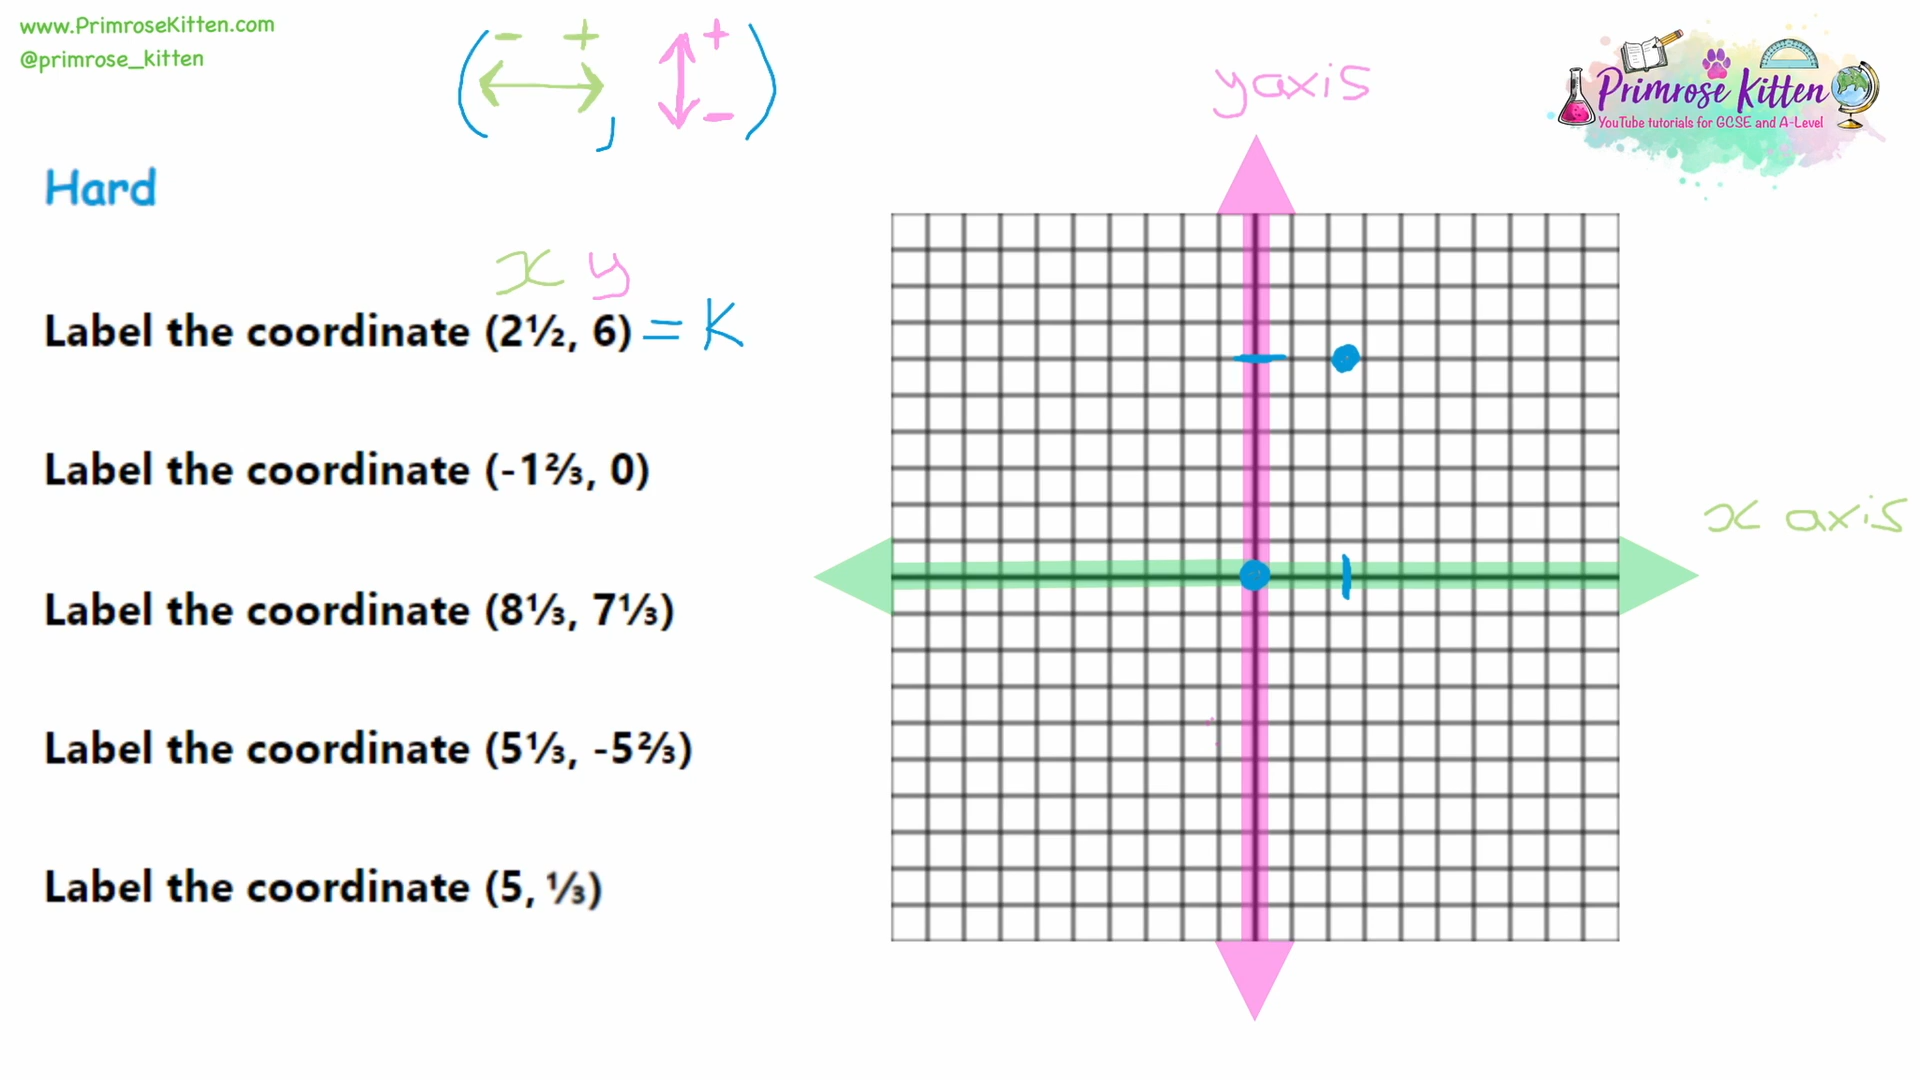 www.PrimroseKitten.com
@primrose_kitten
(- + , + -)
y axis
Primrose Kitten
YouTube tutorials for GCSE and A-Level
Hard
x y
Label the coordinate (2½, 6) = K
Label the coordinate (-1⅔, 0)
x axis
Label the coordinate (8⅓, 7⅓)
Label the coordinate (5⅓, -5⅔)
Label the coordinate (5, ⅓)